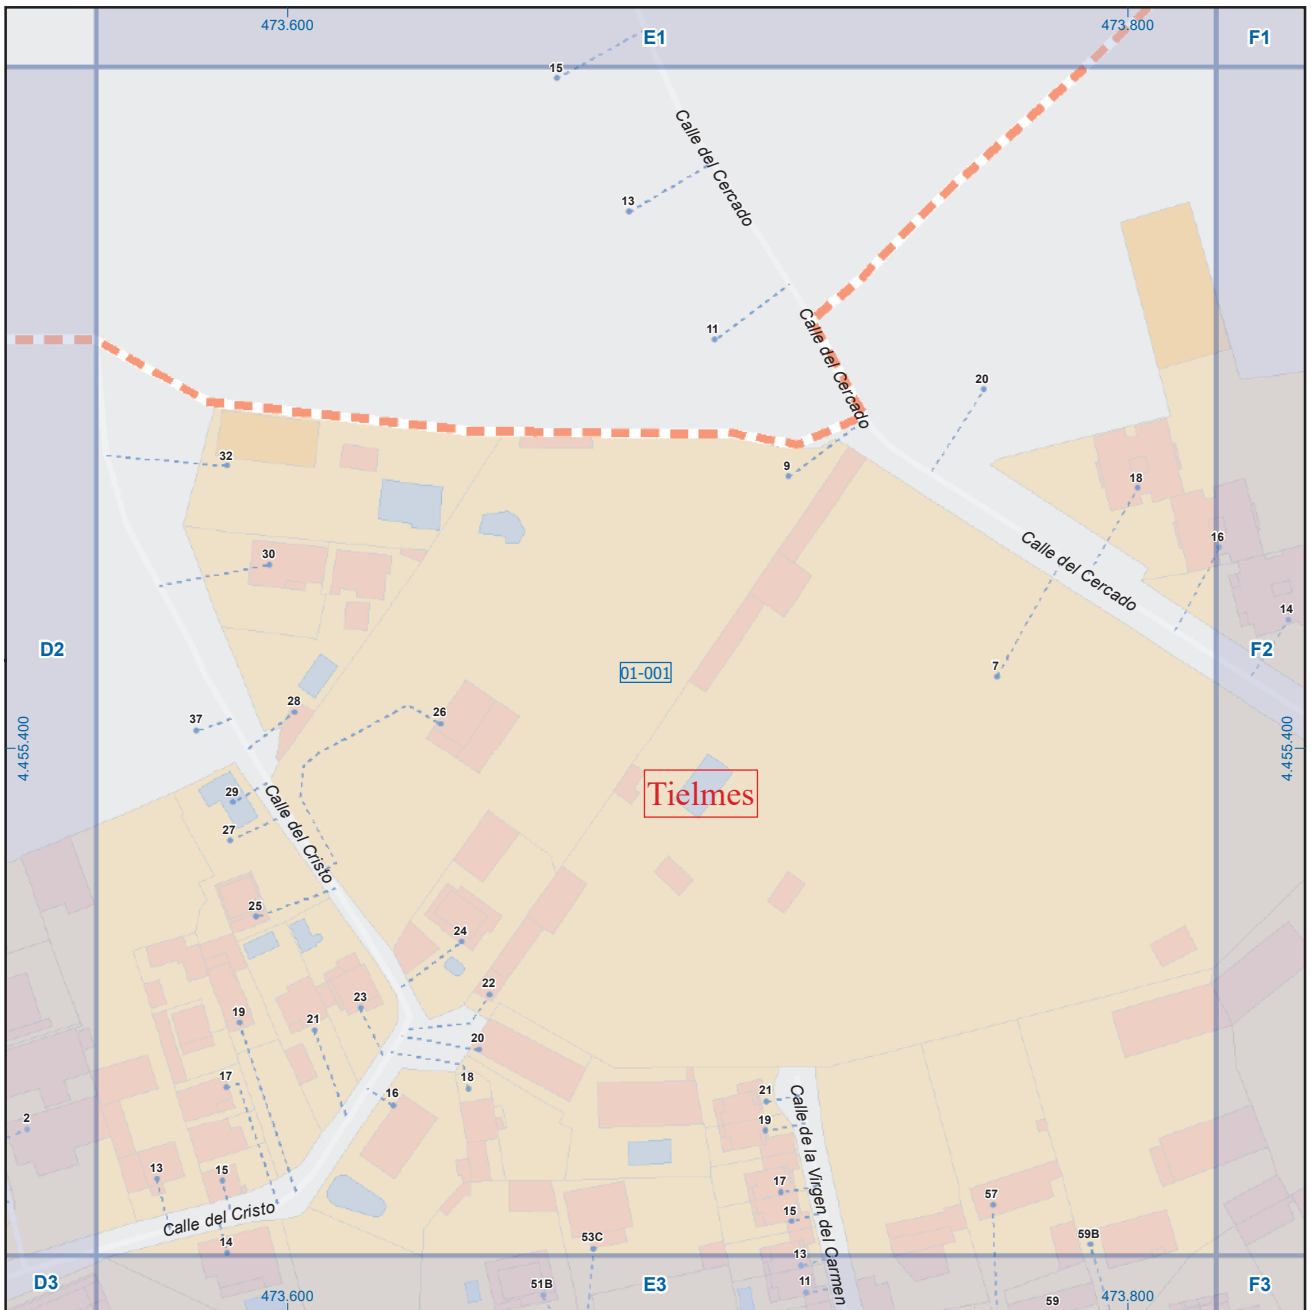 473.600
E1
473.800
F1
15
Calle del Cercado
13
Calle del Cercado
11
20
32
9
18
Calle del Cercado
16
30
14
D2
01-001
7
F2
37
28
26
4.455.400
4.455.400
Tielmes
29
27
Calle del Cristo
25
24
22
23
19
21
20
18
17
16
21
Calle de la Virgen del Carmen
19
2
13
15
17
57
15
Calle del Cristo
14
53C
59B
13
D3
51B
E3
11
59
F3
473.600
473.800